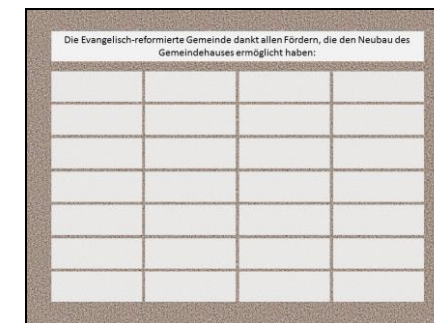 Die Evangelisch-reformierte Gemeinde dankt allen Fördern, die den Neubau des
Gemeindehauses ermöglicht haben: